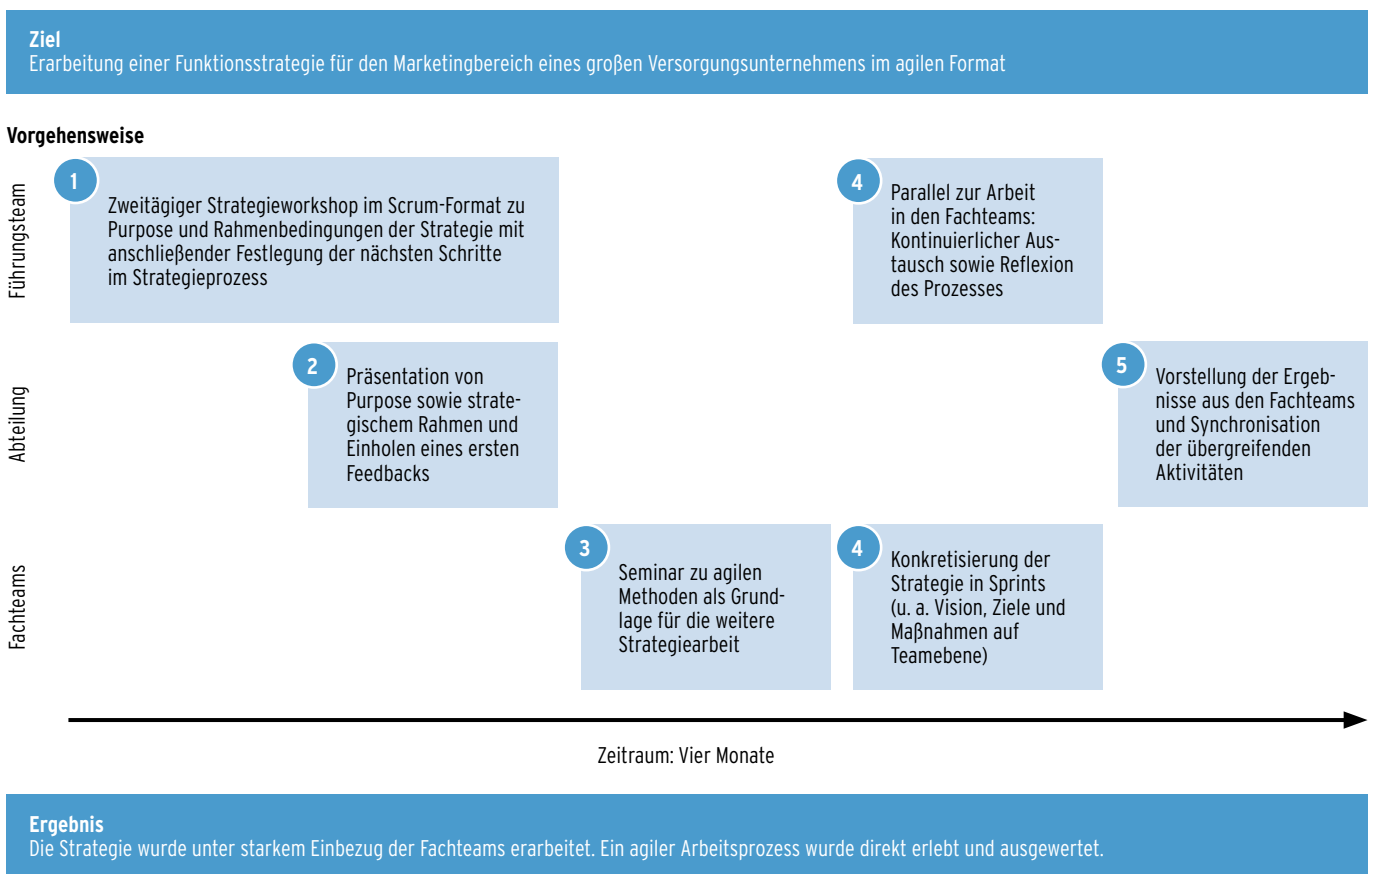 Ziel
Erarbeitung einer Funktionsstrategie für den Marketingbereich eines großen Versorgungsunternehmens im agilen Format
Vorgehensweise
Führungsteam
1
Zweitägiger Strategieworkshop im Scrum-Format zu
Purpose und Rahmenbedingungen der Strategie mit
anschließender Festlegung der nächsten Schritte
im Strategieprozess
4
Parallel zur Arbeit
in den Fachteams:
Kontinuierlicher Aus-
tausch sowie Reflexion
des Prozesses
Abteilung
2
Präsentation von
Purpose sowie strate-
gischem Rahmen und
Einholen eines ersten
Feedbacks
5
Vorstellung der Ergeb-
nisse aus den Fachteams
und Synchronisation
der übergreifenden
Aktivitäten
Fachteams
3
Seminar zu agilen
Methoden als Grund-
lage für die weitere
Strategiearbeit
4
Konkretisierung der
Strategie in Sprints
(u. a. Vision, Ziele und
Maßnahmen auf
Teamebene)
Zeitraum: Vier Monate
Ergebnis
Die Strategie wurde unter starkem Einbezug der Fachteams erarbeitet. Ein agiler Arbeitsprozess wurde direkt erlebt und ausgewertet.